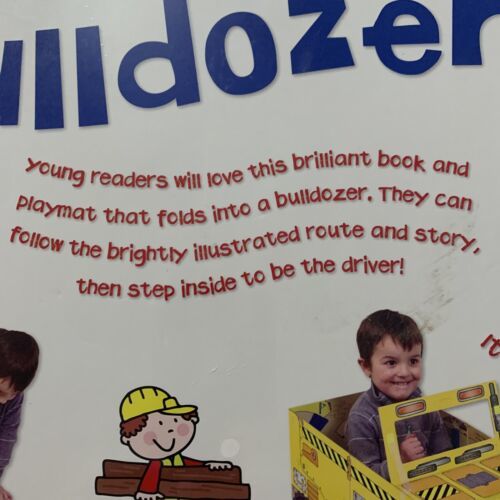 ulldozer
Young readers will love this brilliant book and
playmat that folds into a bulldozer. They can
follow the brightly illustrated route and story,
then step inside to be the driver!